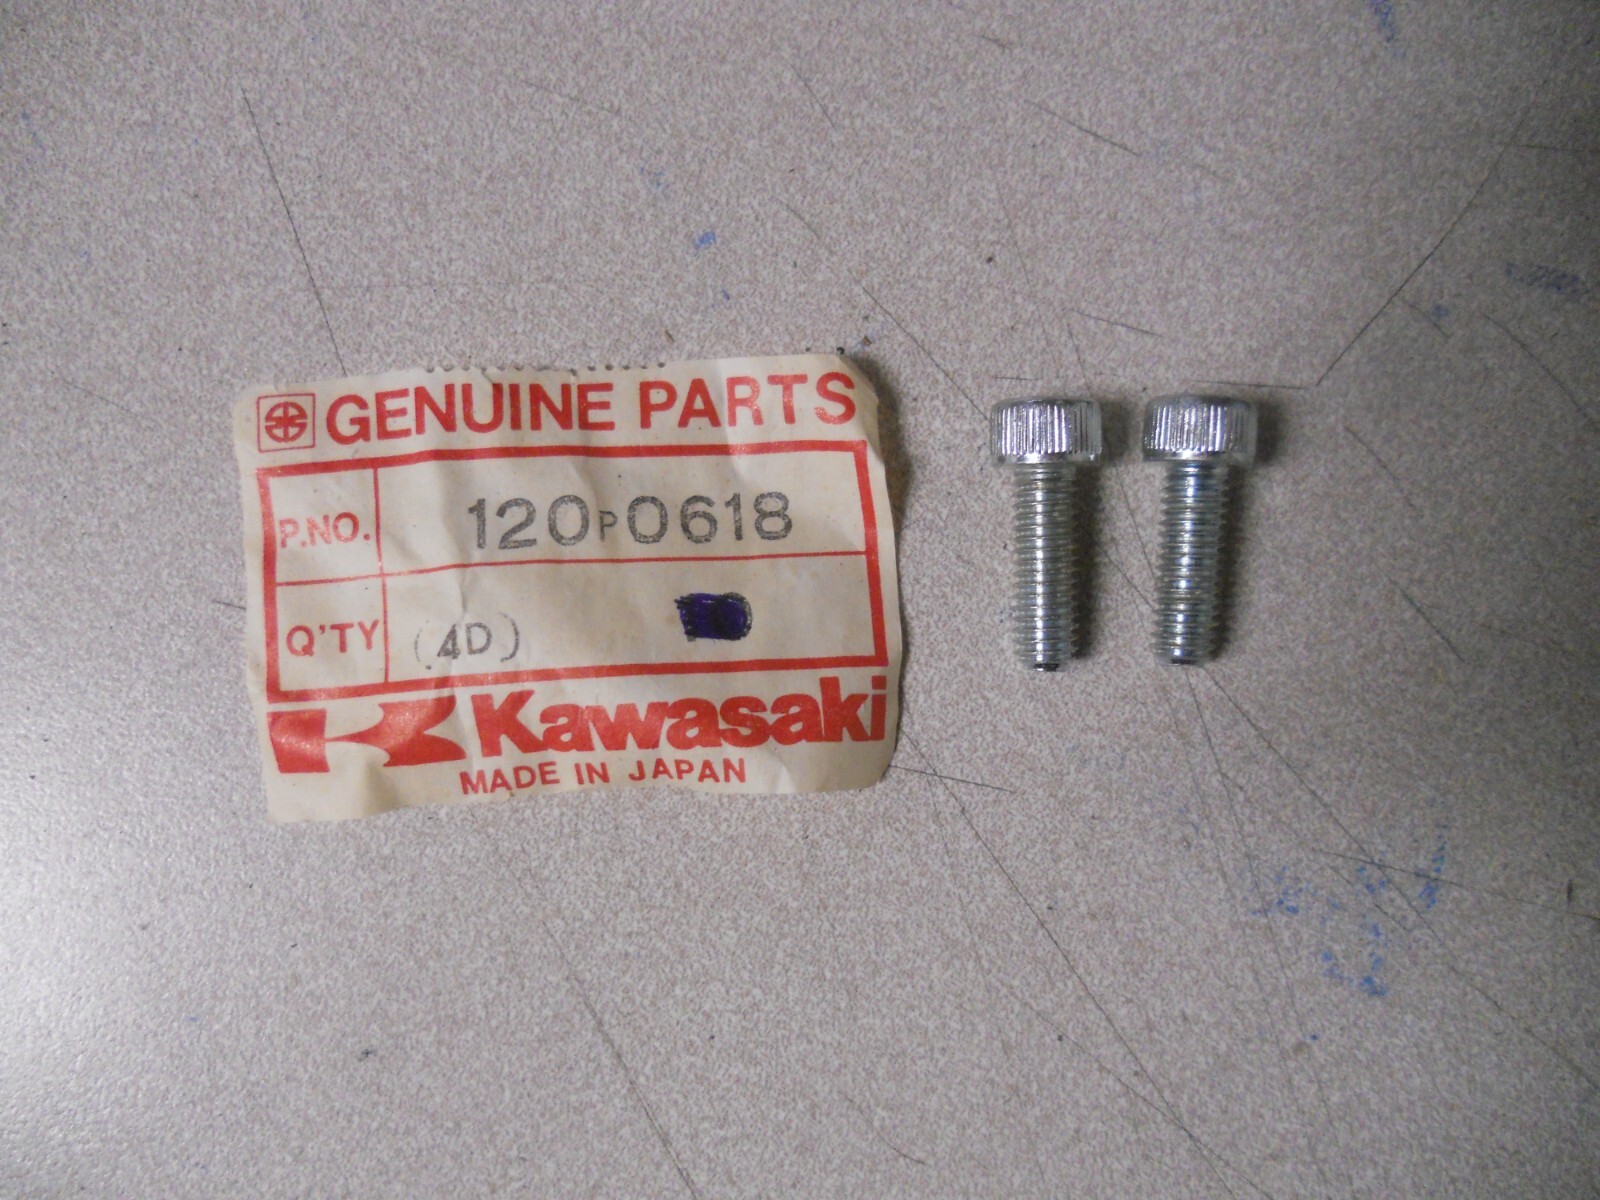 GENUINE PARTS
P.NO. 120P0618
Q'TY (4D)
Kawasaki
MADE IN JAPAN